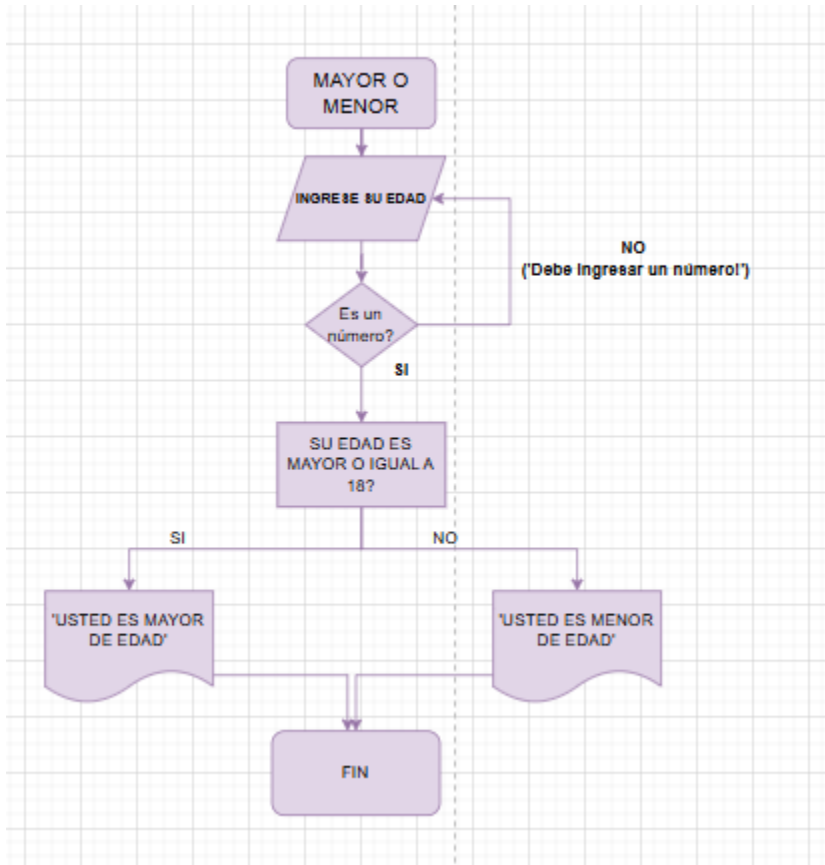 MAYOR O
MENOR
INGRESE SU EDAD
NO
('Debe Ingresar un número!')
Es un
número?
SI
SU EDAD ES
MAYOR O IGUAL A
18?
SI
NO
"USTED ES MAYOR
DE EDAD"
"USTED ES MENOR
DE EDAD"
FIN